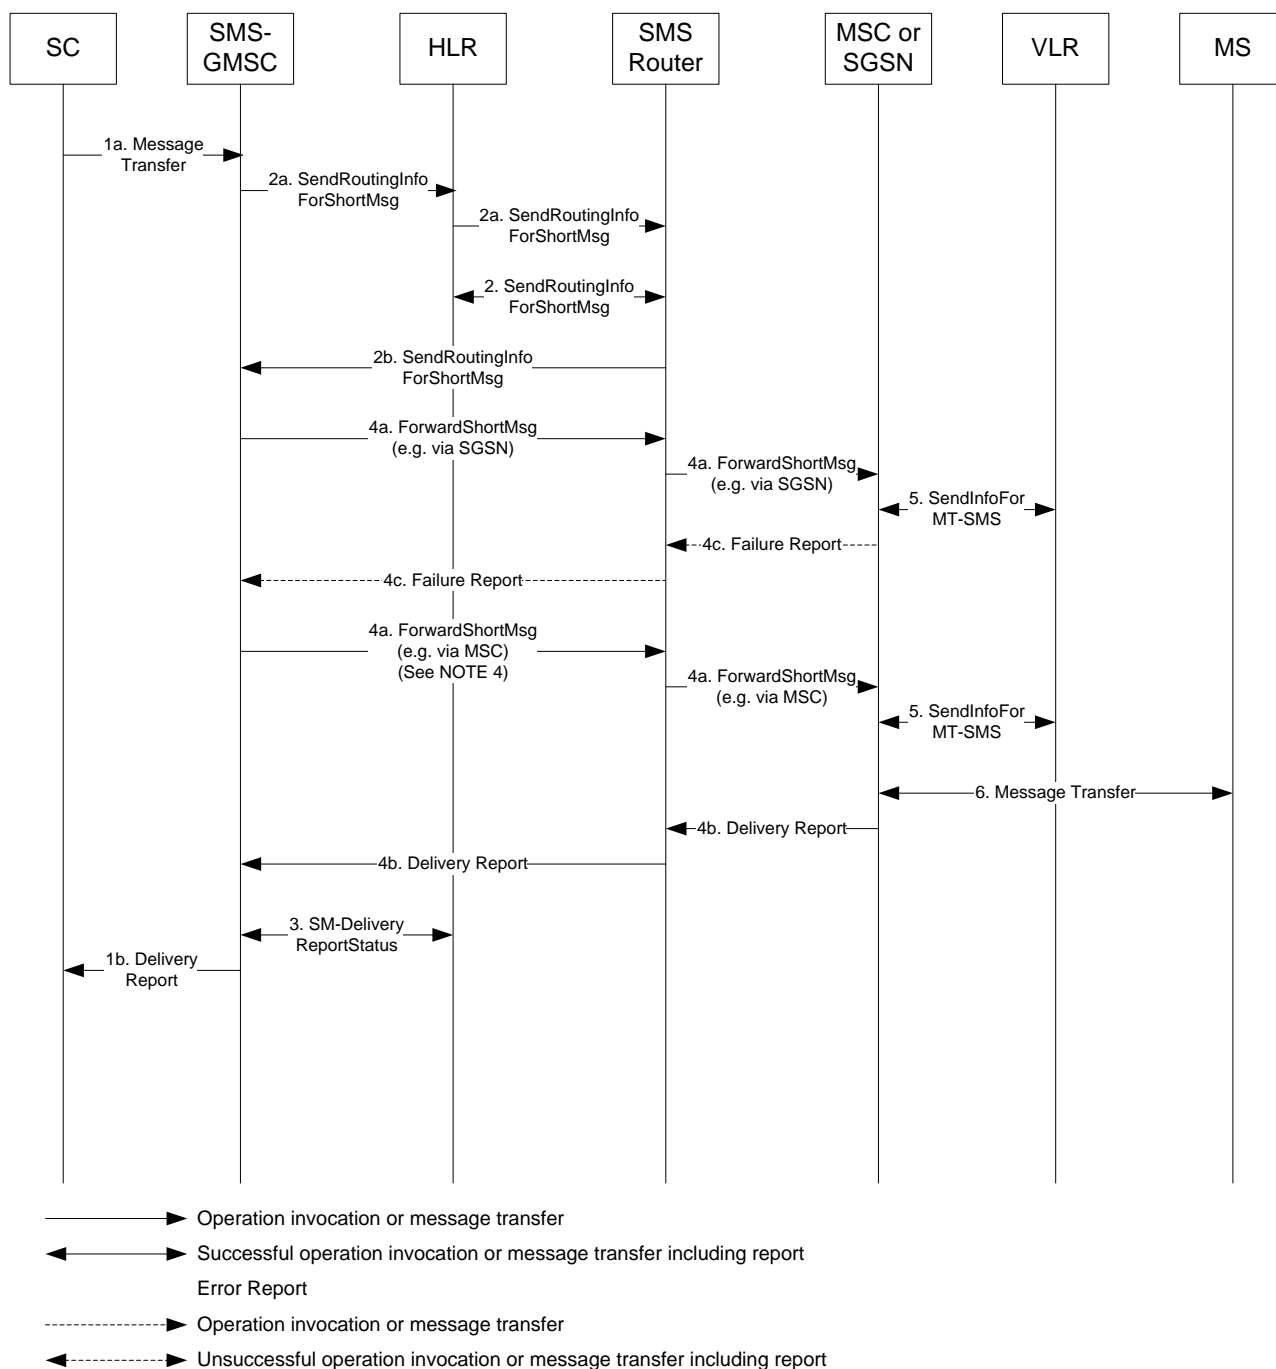 SC
SMS-
GMSC
HLR
SMS
Router
MSC or
SGSN
VLR
MS
1a. Message
Transfer
2a. SendRoutingInfo
ForShortMsg
2a. SendRoutingInfo
ForShortMsg
2. SendRoutingInfo
ForShortMsg
2b. SendRoutingInfo
ForShortMsg
4a. ForwardShortMsg
(e.g. via SGSN)
4a. ForwardShortMsg
(e.g. via SGSN)
5. SendInfoFor
MT-SMS
4c. Failure Report
4c. Failure Report
4a. ForwardShortMsg
(e.g. via MSC)
(See NOTE 4)
4a. ForwardShortMsg
(e.g. via MSC)
5. SendInfoFor
MT-SMS
6. Message Transfer
4b. Delivery Report
4b. Delivery Report
3. SM-Delivery
ReportStatus
1b. Delivery
Report
Operation invocation or message transfer
Successful operation invocation or message transfer including report
Error Report
Operation invocation or message transfer
Unsuccessful operation invocation or message transfer including report